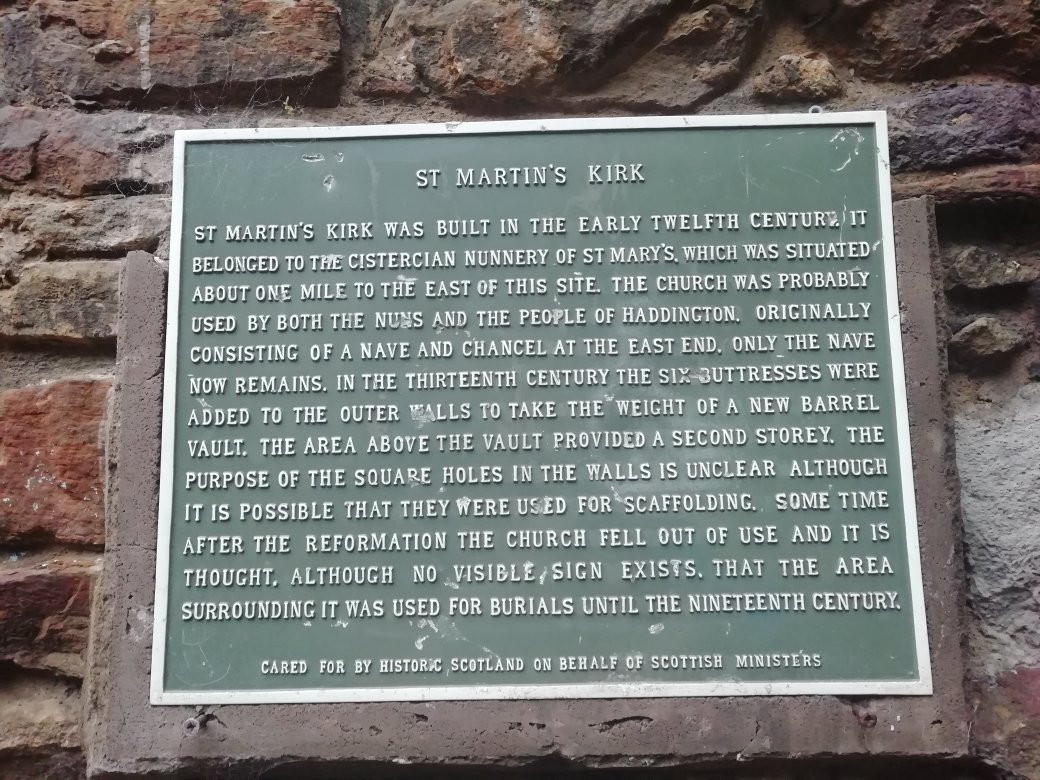 ST MARTIN'S KIRK
ST MARTIN'S KIRK WAS BUILT IN THE EARLY TWELFTH CENTURY. IT
BELONGED TO THE CISTERCIAN NUNNERY OF ST MARY'S, WHICH WAS SITUATED
ABOUT ONE MILE TO THE EAST OF THIS SITE. THE CHURCH WAS PROBABLY
USED BY BOTH THE NUNS AND THE PEOPLE OF HADDINGTON. ORIGINALLY
CONSISTING OF A NAVE AND CHANCEL AT THE EAST END, ONLY THE NAVE
NOW REMAINS. IN THE THIRTEENTH CENTURY THE SIX BUTTRESSES WERE
ADDED TO THE OUTER WALLS TO TAKE THE WEIGHT OF A NEW BARREL
VAULT. THE AREA ABOVE THE VAULT PROVIDED A SECOND STOREY. THE
PURPOSE OF THE SQUARE HOLES IN THE WALLS IS UNCLEAR ALTHOUGH
IT IS POSSIBLE THAT THEY WERE USED FOR SCAFFOLDING. SOME TIME
AFTER THE REFORMATION THE CHURCH FELL OUT OF USE AND IT IS
THOUGHT, ALTHOUGH NO VISIBLE SIGN EXISTS, THAT THE AREA
SURROUNDING IT WAS USED FOR BURIALS UNTIL THE NINETEENTH CENTURY.
CARED FOR BY HISTORIC SCOTLAND ON BEHALF OF SCOTTISH MINISTERS